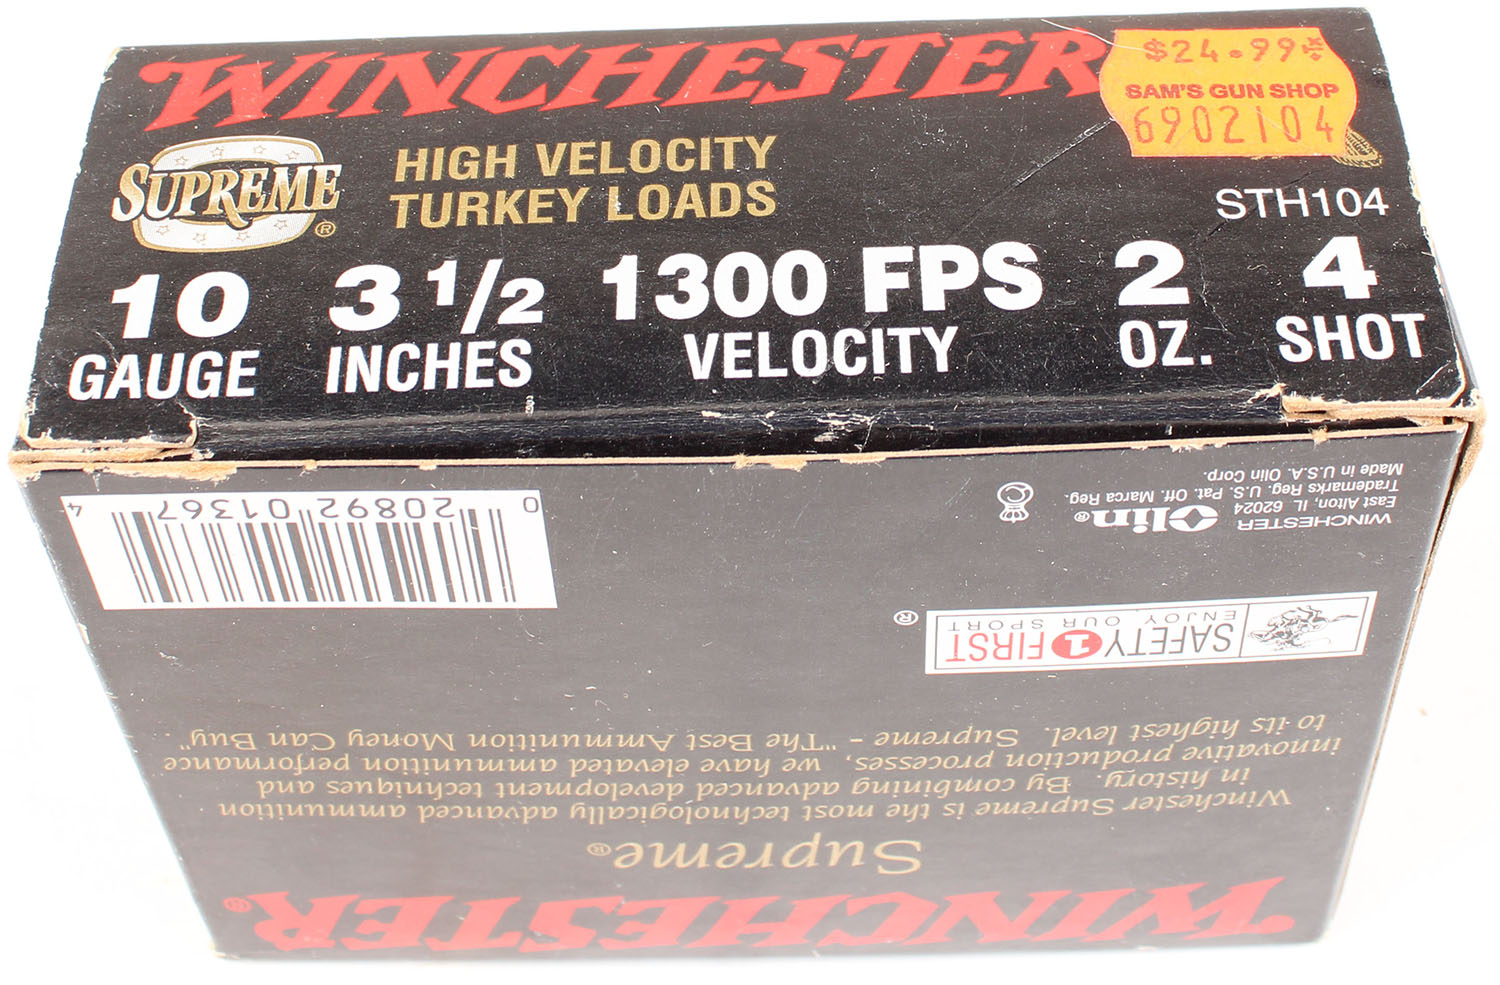 WINCHESTER
$24.99
SAM'S GUN SHOP
6902104
SUPREME®
HIGH VELOCITY
TURKEY LOADS
STH104
10 3 1/2 1300 FPS 2 4
GAUGE INCHES VELOCITY OZ. SHOT
WINCHESTER®
Supreme®
Winchester Supreme is the most technologically advanced ammunition
in history. By combining advanced development techniques and
innovative production processes, we have elevated ammunition performance
to its highest level. Supreme - "The Best Ammunition Money Can Buy".
SAFETY 1 FIRST
ENJOY OUR SPORT
®
WINCHESTER Olin®
East Alton, IL 62024
Trademarks Reg. U.S. Pat. Off. Marca Reg.
Made in U.S.A. Olin Corp.
0 20892 01367 4